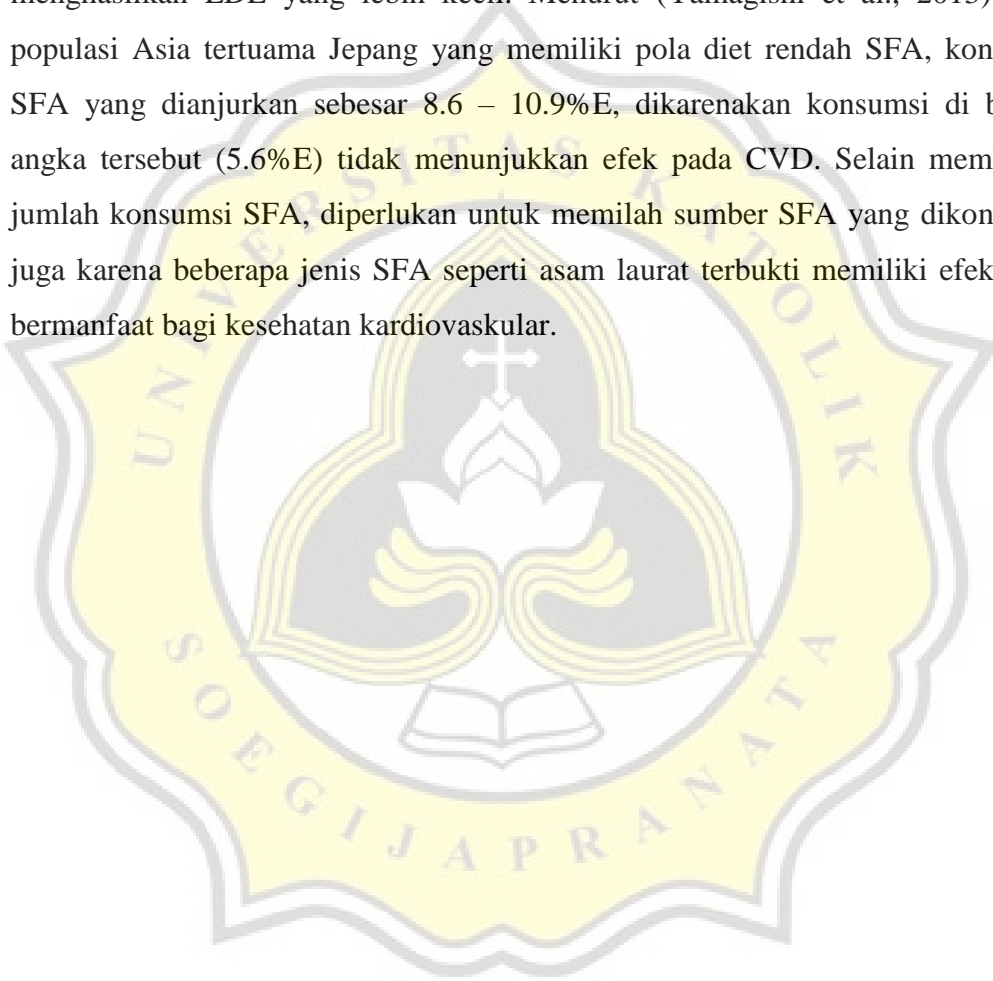 menghasilkan LDL yang lebih kecil. Menurut (Yamagishi et al., 2013)
populasi Asia tertuama Jepang yang memiliki pola diet rendah SFA, kon
SFA yang dianjurkan sebesar 8.6 – 10.9%E, dikarenakan konsumsi di b
angka tersebut (5.6%E) tidak menunjukkan efek pada CVD. Selain mem
jumlah konsumsi SFA, diperlukan untuk memilah sumber SFA yang dikon
juga karena beberapa jenis SFA seperti asam laurat terbukti memiliki efek
bermanfaat bagi kesehatan kardiovaskular.
UNIVERSITAS KATOLIK
SOEGIJAPRANATA